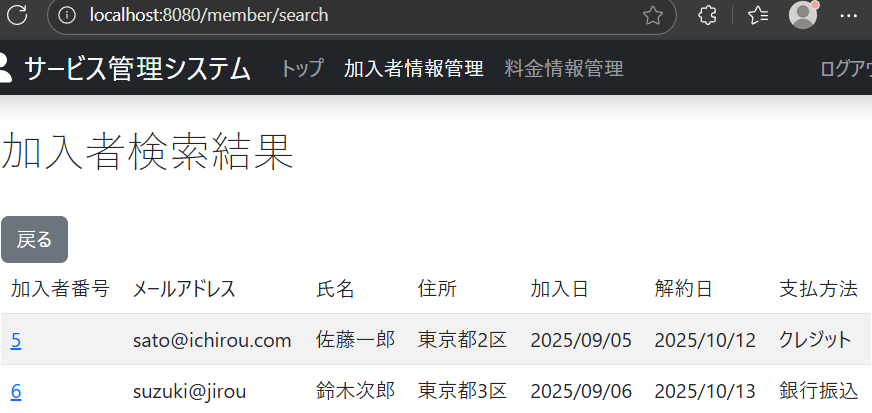 localhost:8080/member/search
サービス管理システム トップ 加入者情報管理 料金情報管理 ログアウ
加入者検索結果
戻る
加入者番号 メールアドレス 氏名 住所 加入日 解約日 支払方法
5 sato@ichirou.com 佐藤一郎 東京都2区 2025/09/05 2025/10/12 クレジット
6 suzuki@jirou 鈴木次郎 東京都3区 2025/09/06 2025/10/13 銀行振込